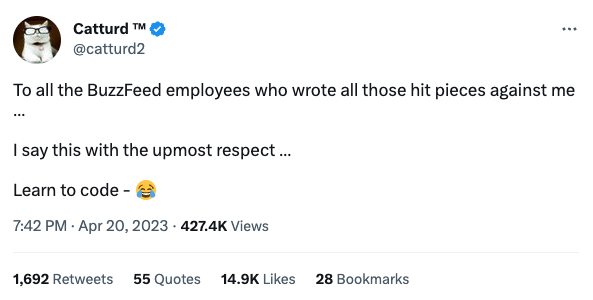 Catturd ™
@catturd2
To all the BuzzFeed employees who wrote all those hit pieces against me
...
I say this with the upmost respect ...
Learn to code - 😂
7:42 PM · Apr 20, 2023 · 427.4K Views
1,692 Retweets 55 Quotes 14.9K Likes 28 Bookmarks